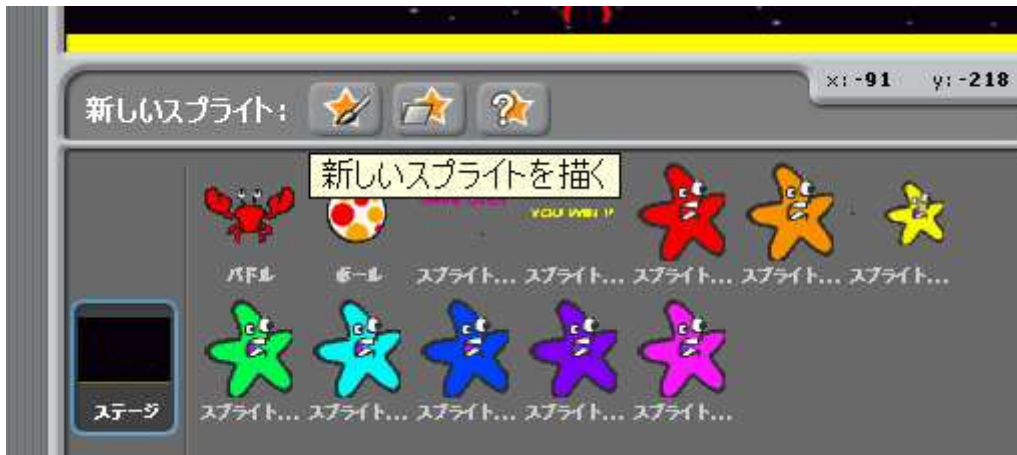 x:-91 y:-218
新しいスプライト:
新しいスプライトを描く
YOU WIN !!
パドル ボール スプライト... スプライト... スプライト... スプライト... スプライト...
ステージ
スプライト... スプライト... スプライト... スプライト... スプライト...